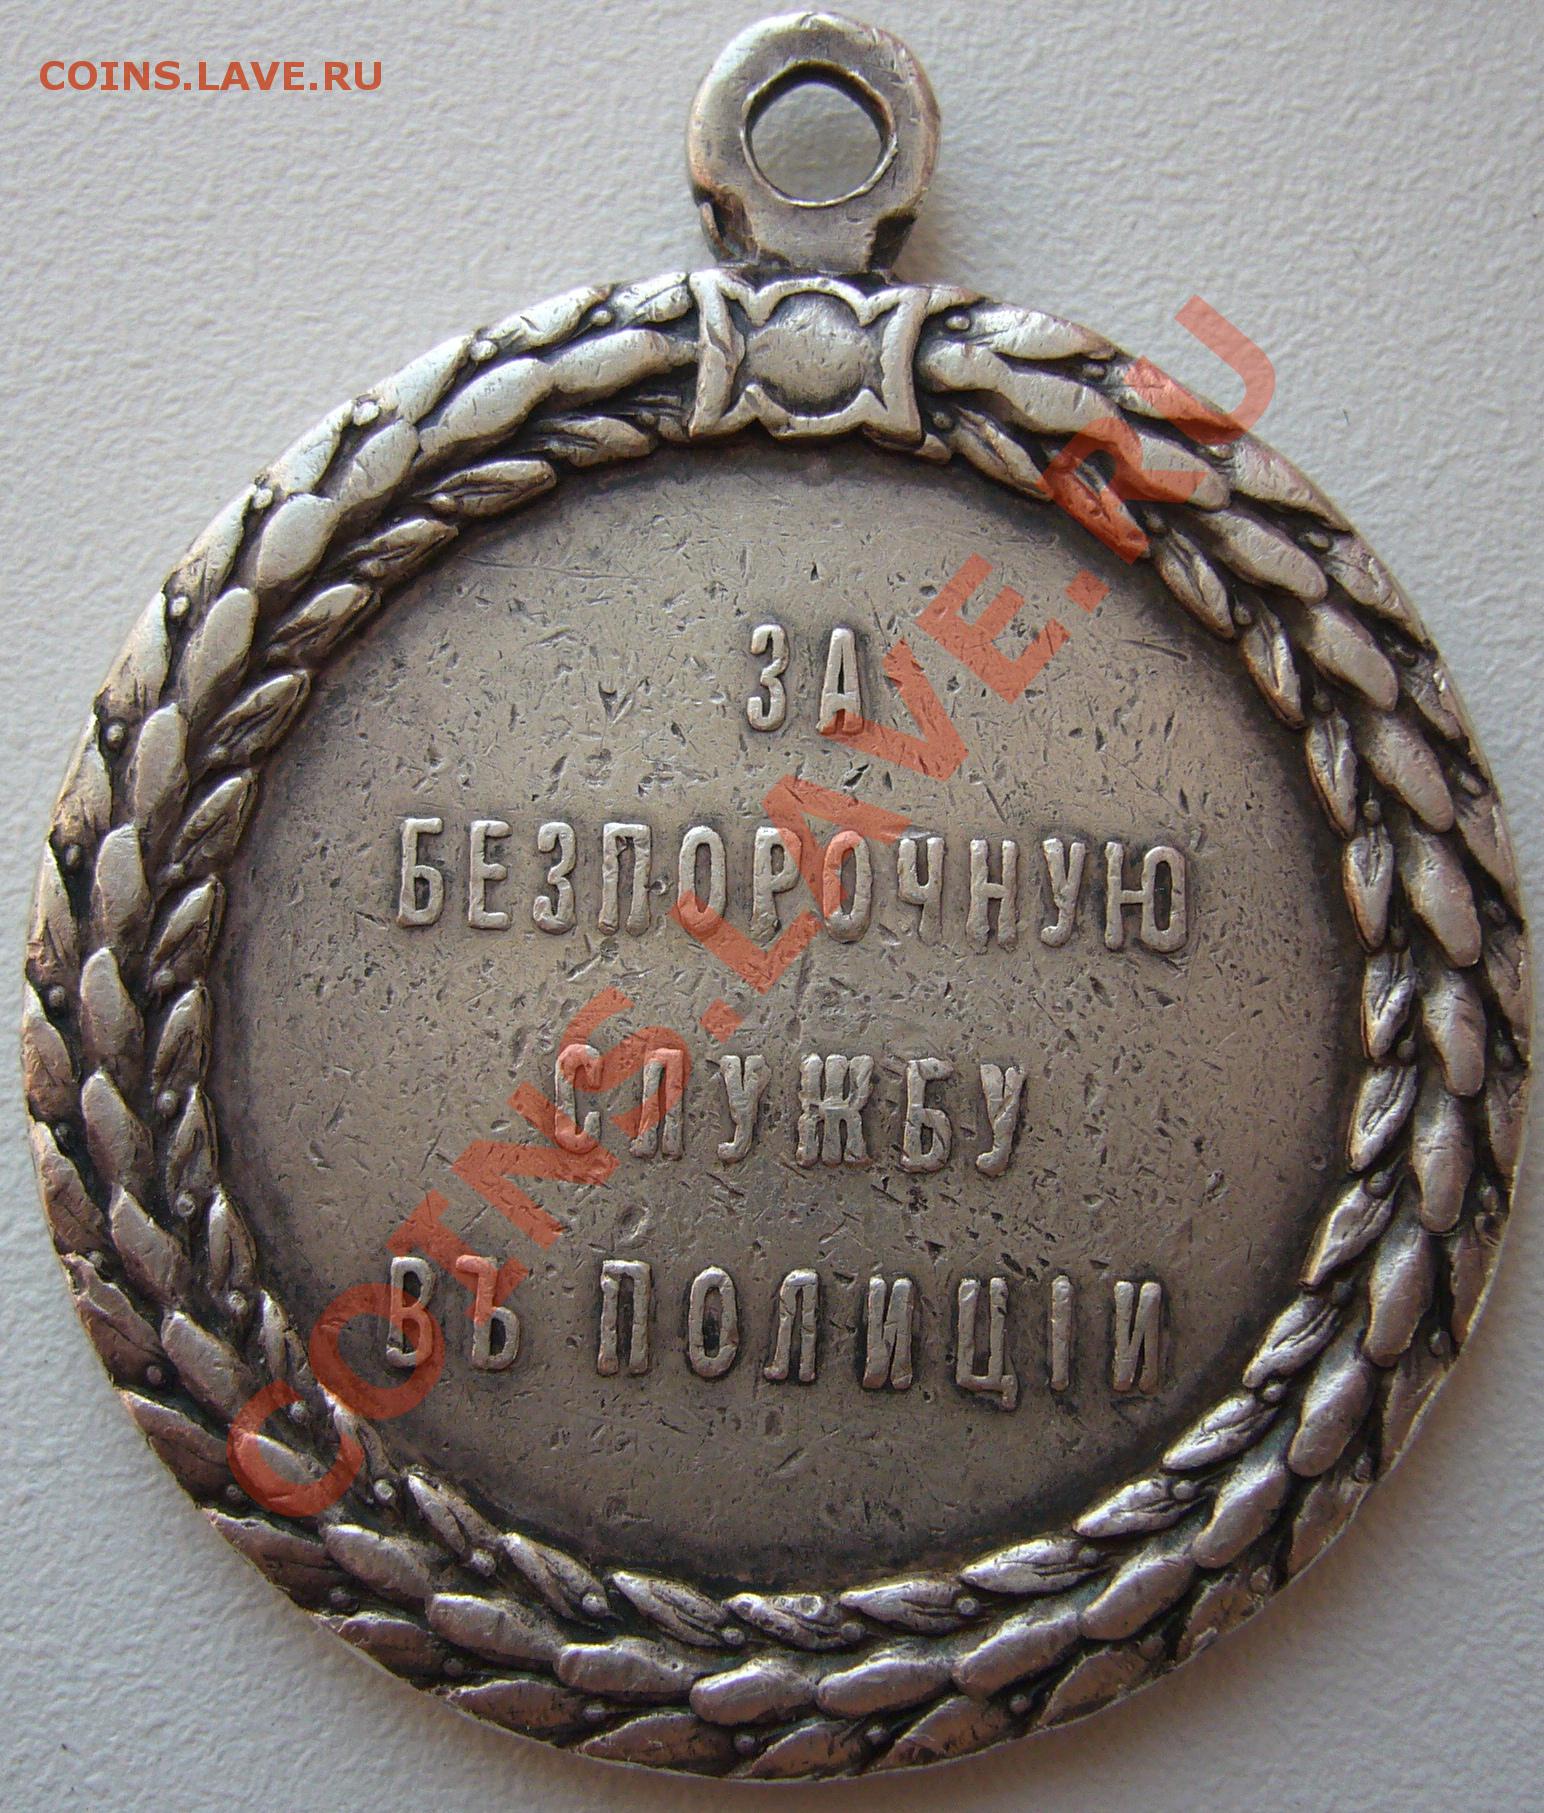 COINS.LAVE.RU
ЗА
БЕЗПОРОЧНУЮ
СЛУЖБУ
ВЪ ПОЛИЦІИ
COINS.LAVE.RU